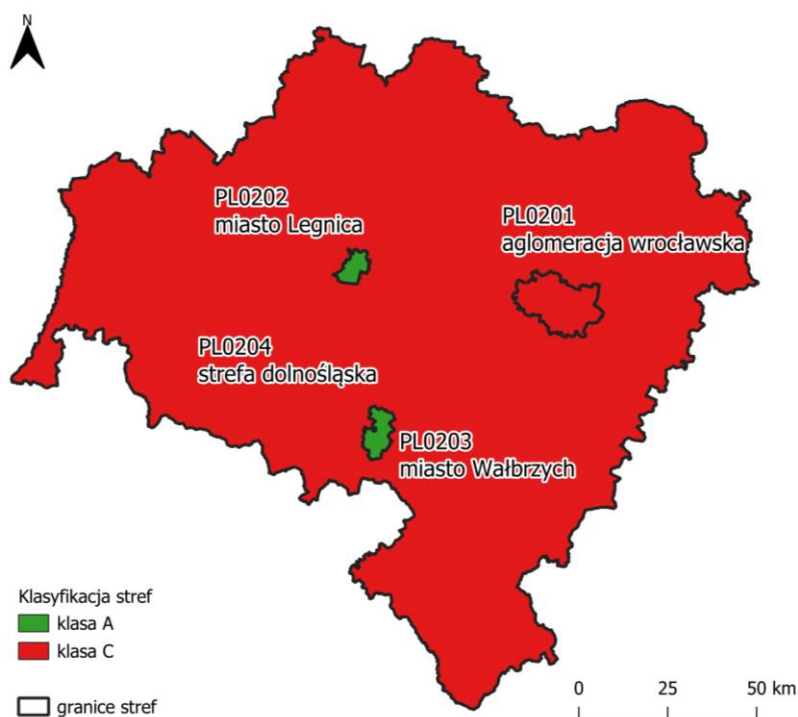 N
PL0202
miasto Legnica
PL0201
aglomeracja wrocławska
PL0204
strefa dolnośląska
PL0203
miasto Wałbrzych
Klasyfikacja stref
klasa A
klasa C
granice stref
0 25 50 km